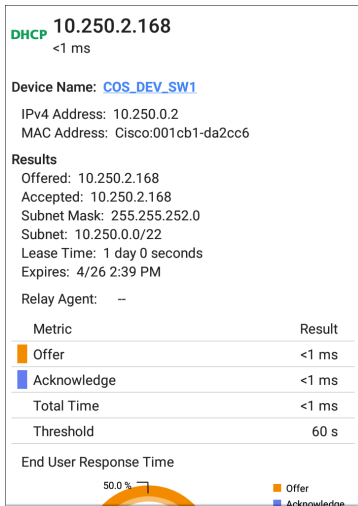 DHCP 10.250.2.168
<1 ms
Device Name: COS_DEV_SW1
IPv4 Address: 10.250.0.2
MAC Address: Cisco:001cb1-da2cc6
Results
Offered: 10.250.2.168
Accepted: 10.250.2.168
Subnet Mask: 255.255.252.0
Subnet: 10.250.0.0/22
Lease Time: 1 day 0 seconds
Expires: 4/26 2:39 PM
Relay Agent: --
Metric Result
Offer <1 ms
Acknowledge <1 ms
Total Time <1 ms
Threshold 60 s
End User Response Time
50.0 %
Offer
Acknowledge